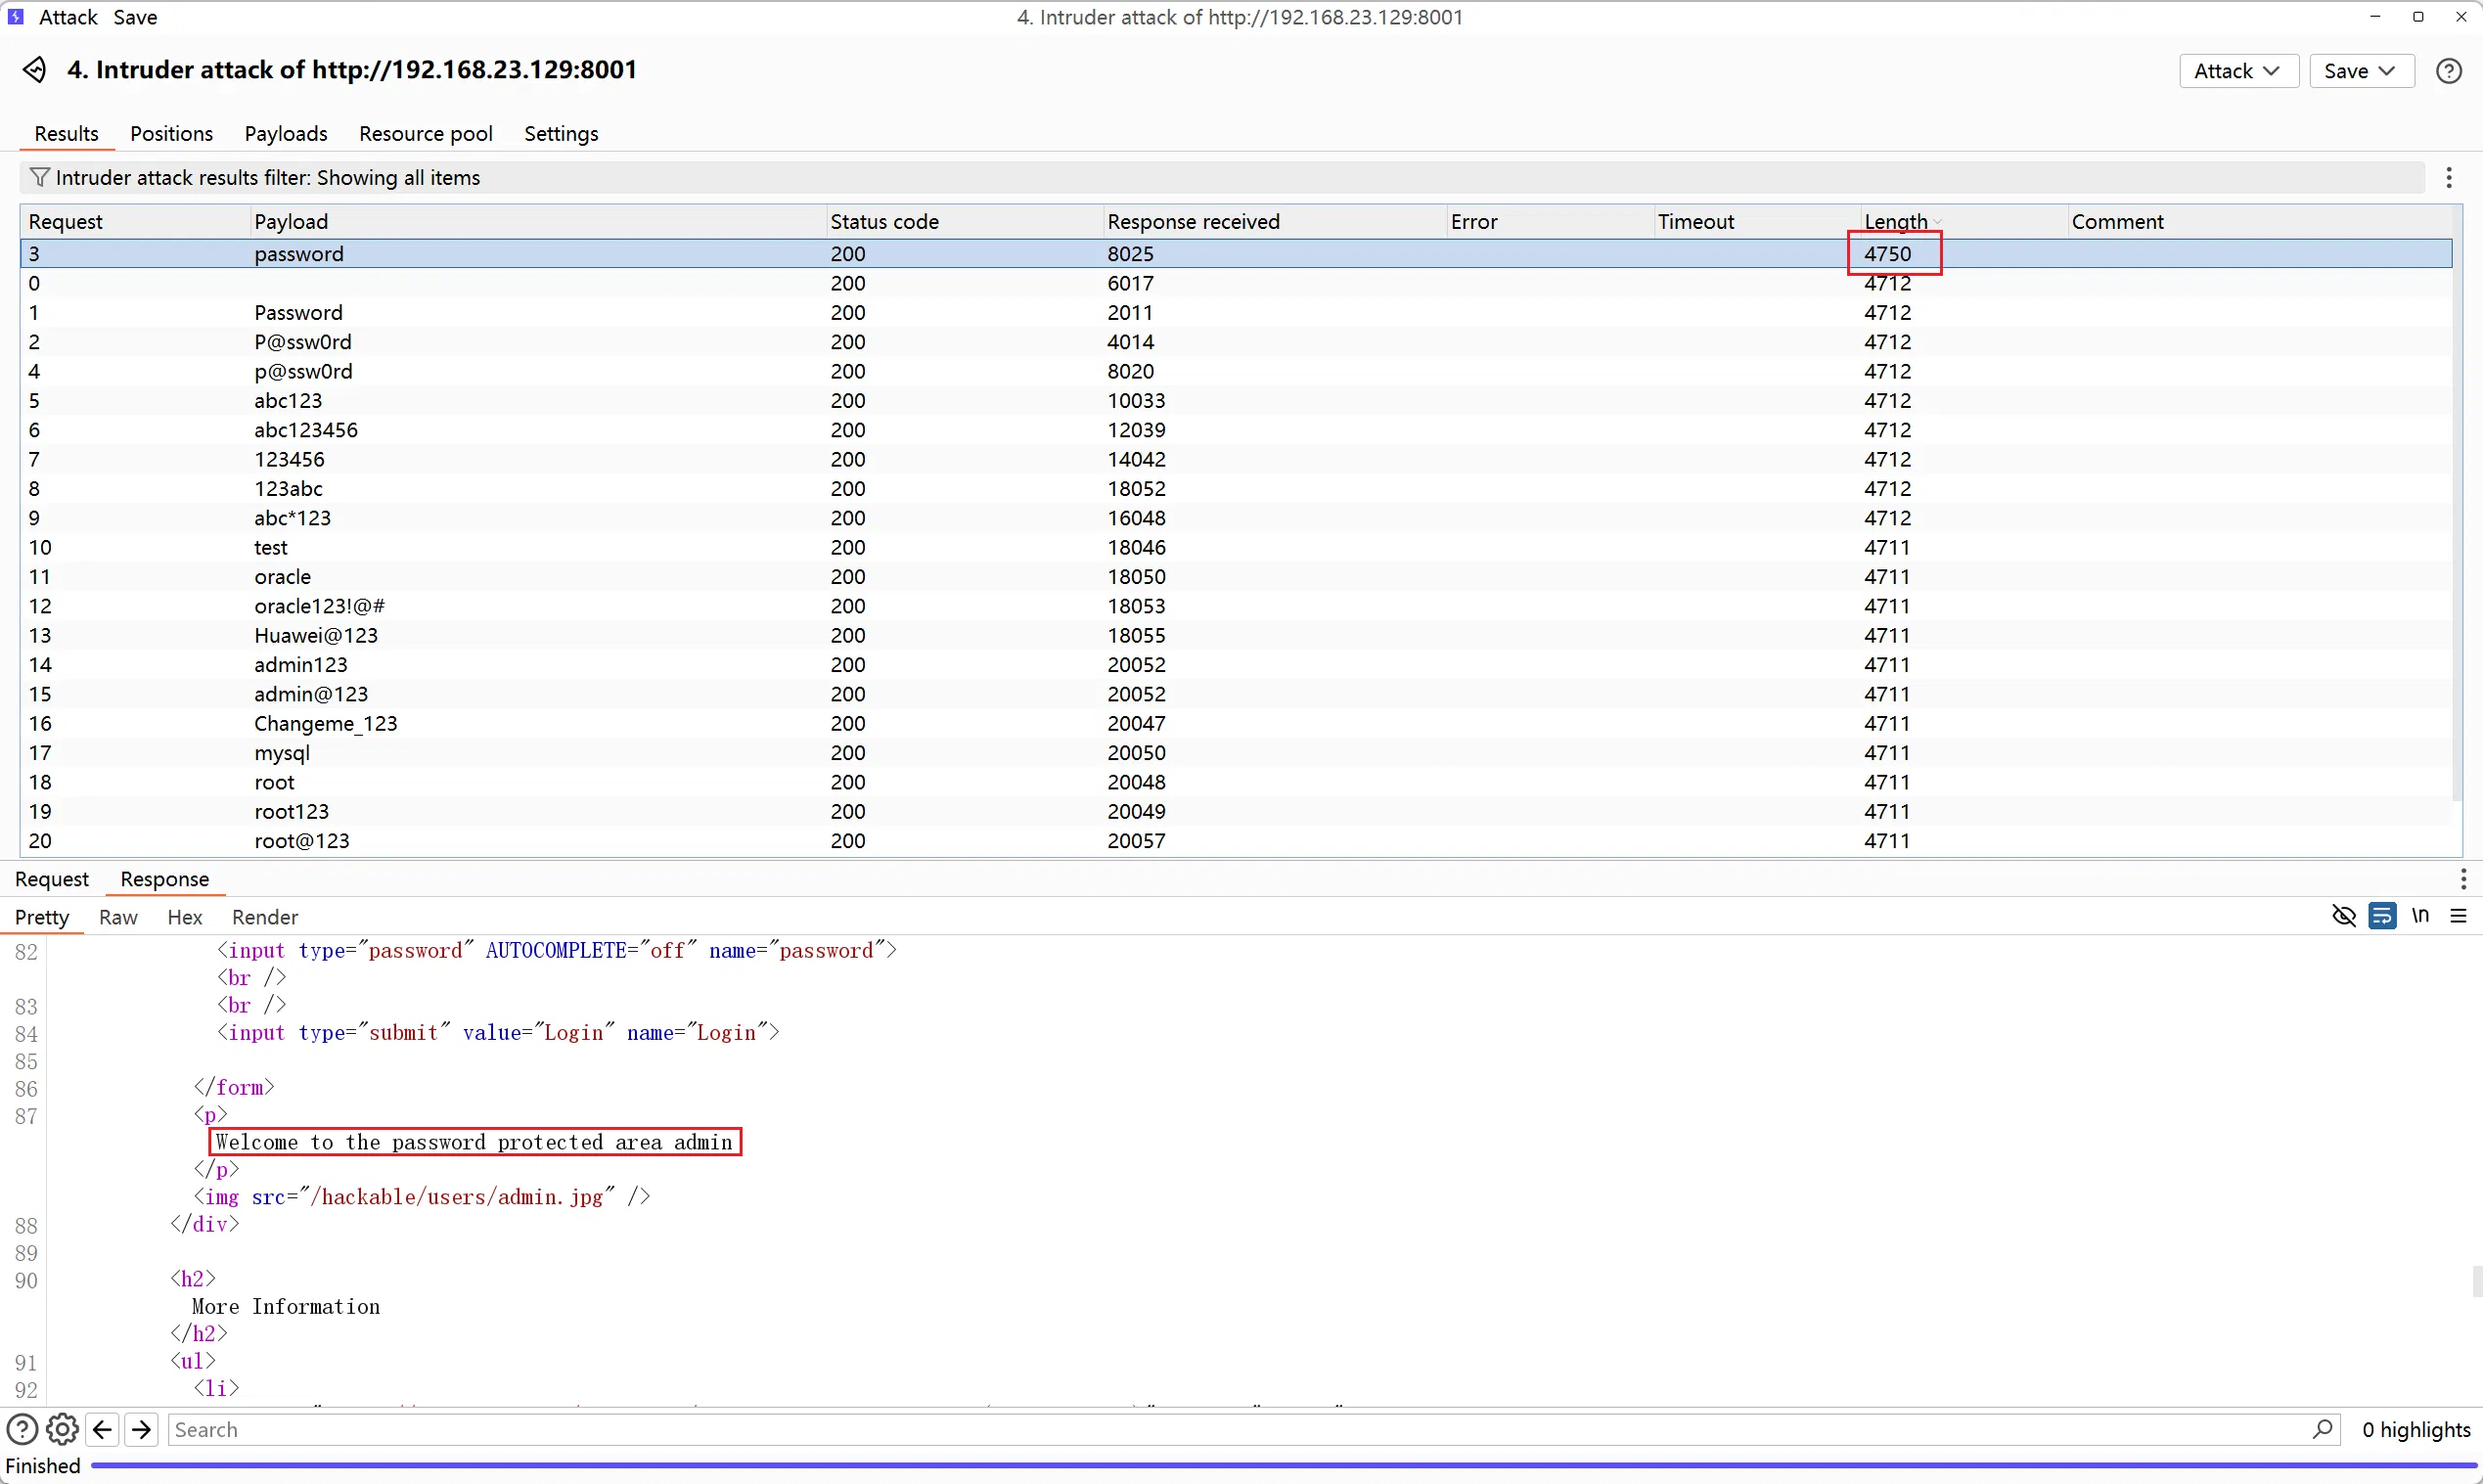 Attack Save 4. Intruder attack of http://192.168.23.129:8001
4. Intruder attack of http://192.168.23.129:8001 Attack Save
Results Positions Payloads Resource pool Settings
Intruder attack results filter: Showing all items
Request Payload Status code Response received Error Timeout Length Comment
3 password 200 8025 4750
0 200 6017 4712
1 Password 200 2011 4712
2 P@ssw0rd 200 4014 4712
4 p@ssw0rd 200 8020 4712
5 abc123 200 10033 4712
6 abc123456 200 12039 4712
7 123456 200 14042 4712
8 123abc 200 18052 4712
9 abc*123 200 16048 4712
10 test 200 18046 4711
11 oracle 200 18050 4711
12 oracle123!@# 200 18053 4711
13 Huawei@123 200 18055 4711
14 admin123 200 20052 4711
15 admin@123 200 20052 4711
16 Changeme_123 200 20047 4711
17 mysql 200 20050 4711
18 root 200 20048 4711
19 root123 200 20049 4711
20 root@123 200 20057 4711
Request Response
Pretty Raw Hex Render \n
82 <input type="password" AUTOCOMPLETE="off" name="password">
<br />
83 <br />
84 <input type="submit" value="Login" name="Login">
85
86 </form>
87 <p>
Welcome to the password protected area admin
</p>
<img src="/hackable/users/admin.jpg" />
88 </div>
89
90 <h2>
More Information
</h2>
91 <ul>
92 <li>
Search 0 highlights
Finished